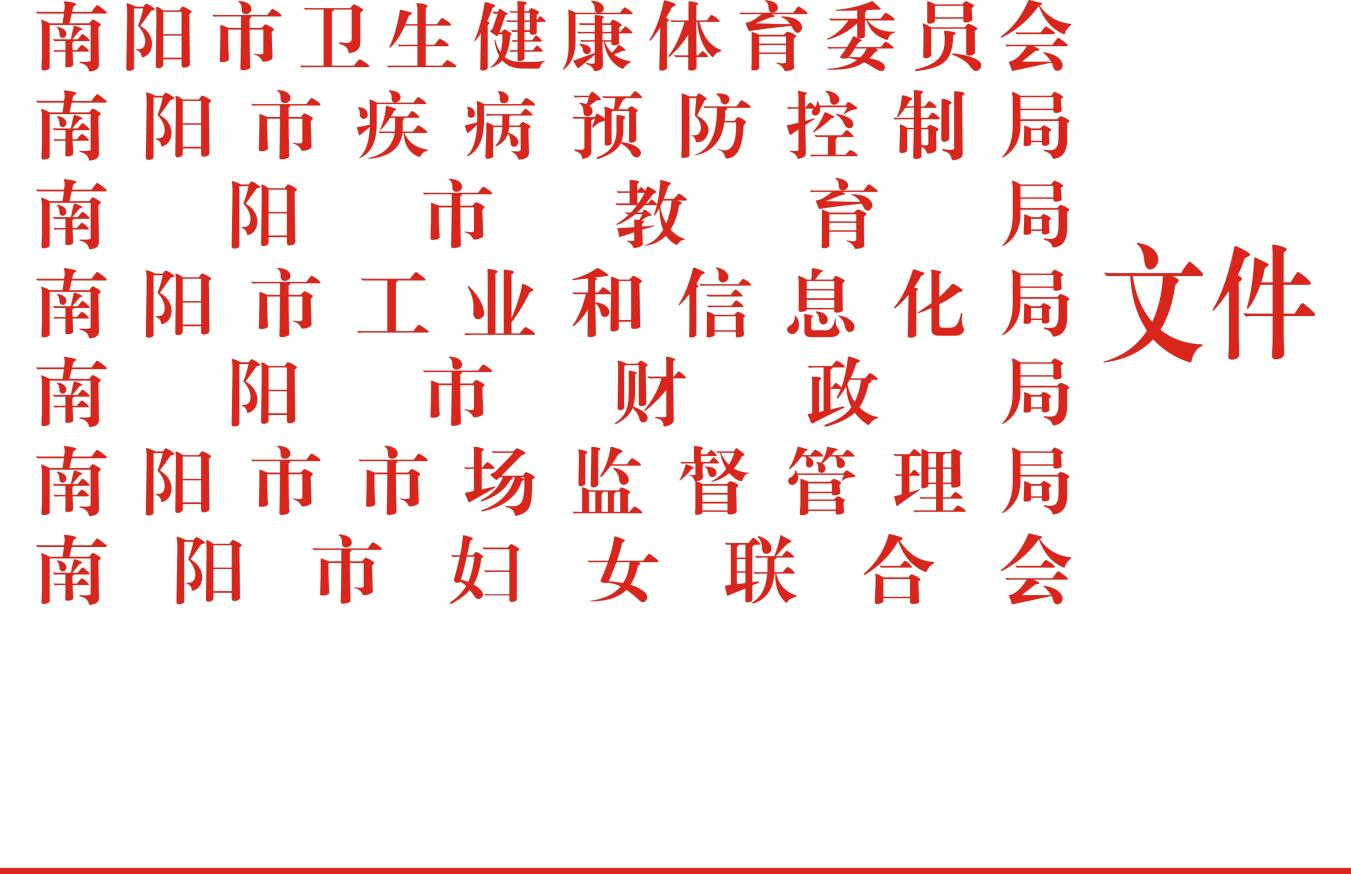 南阳市卫生健康体育委员会
南阳市疾病预防控制局
南阳市教育局
南阳市工业和信息化局
南阳市财政局
南阳市市场监督管理局
南阳市妇女联合会
文件